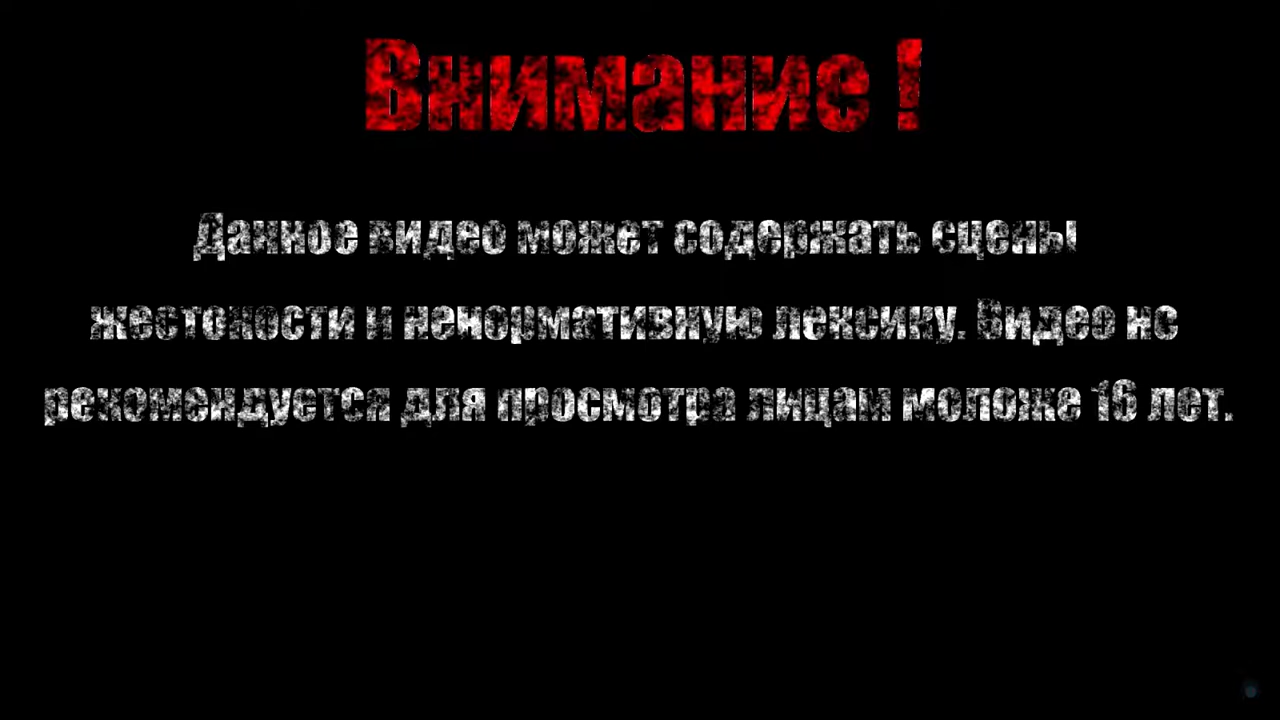 Внимание !
Данное видео может содержать сцены
жестокости и ненормативную лексику. Видео не
рекомендуется для просмотра лицам моложе 16 лет.